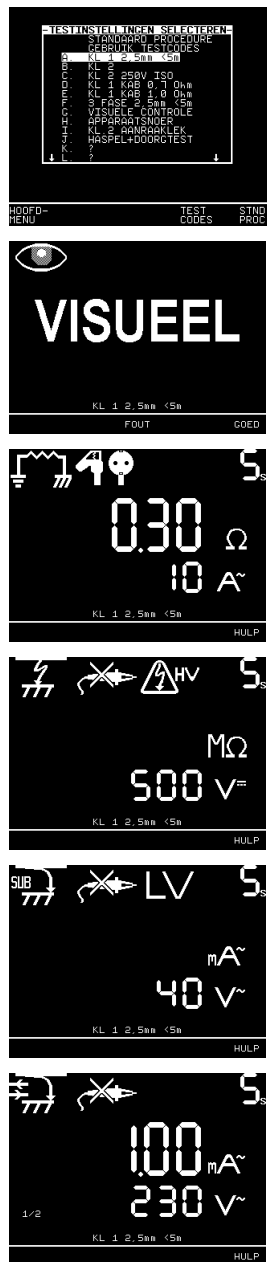 TESTINSTELLINGEN SELECTEREN
STANDAARD PROCEDURE
GEBRUIK TESTCODES
A. KL 1 2,5mm <5m
B. KL 2
C. KL 2 250V ISO
D. KL 1 KAB 0,7 Ohm
E. KL 1 KAB 1,0 Ohm
F. 3 FASE 2,5mm <5m
G. VISUELE CONTROLE
H. APPARAATSNOER
I. KL 2 AANRAAKLEK
J. HASPEL+DOORGTEST
K. ?
L. ?
HOOFD-
MENU
TEST
CODES
STND
PROC
VISUEEL
KL 1 2,5mm <5m
FOUT GOED
5s
0.30 Ω
10 A~
KL 1 2,5mm <5m
HULP
HV 5s
MΩ
500 V=
KL 1 2,5mm <5m
HULP
SUB LV 5s
mA~
40 V~
KL 1 2,5mm <5m
HULP
5s
1.00 mA~
230 V~
1/2
KL 1 2,5mm <5m
HULP